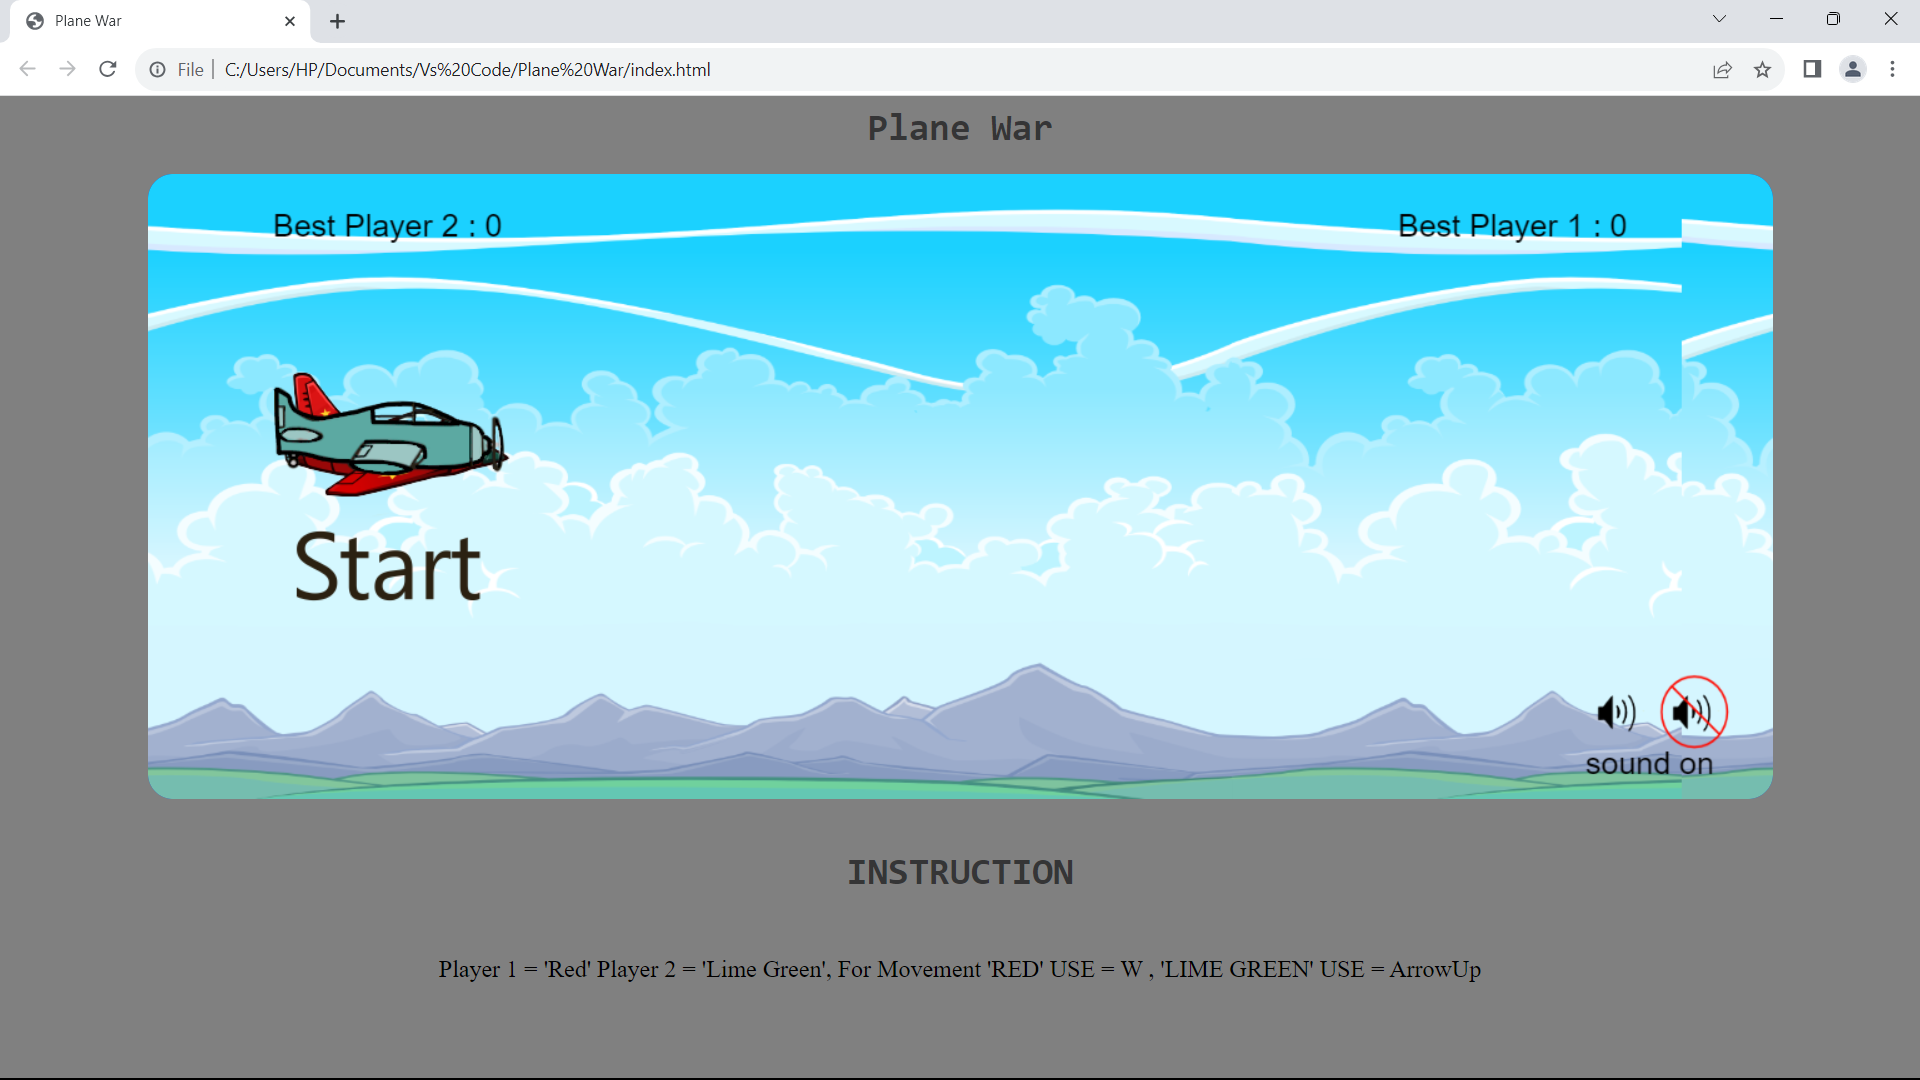 Plane War
File
C:/Users/HP/Documents/Vs%20Code/Plane%20War/index.html
Plane War
Best Player 2 : 0
Best Player 1 : 0
Start
sound on
INSTRUCTION
Player 1 = 'Red' Player 2 = 'Lime Green', For Movement 'RED' USE = W , 'LIME GREEN' USE = ArrowUp